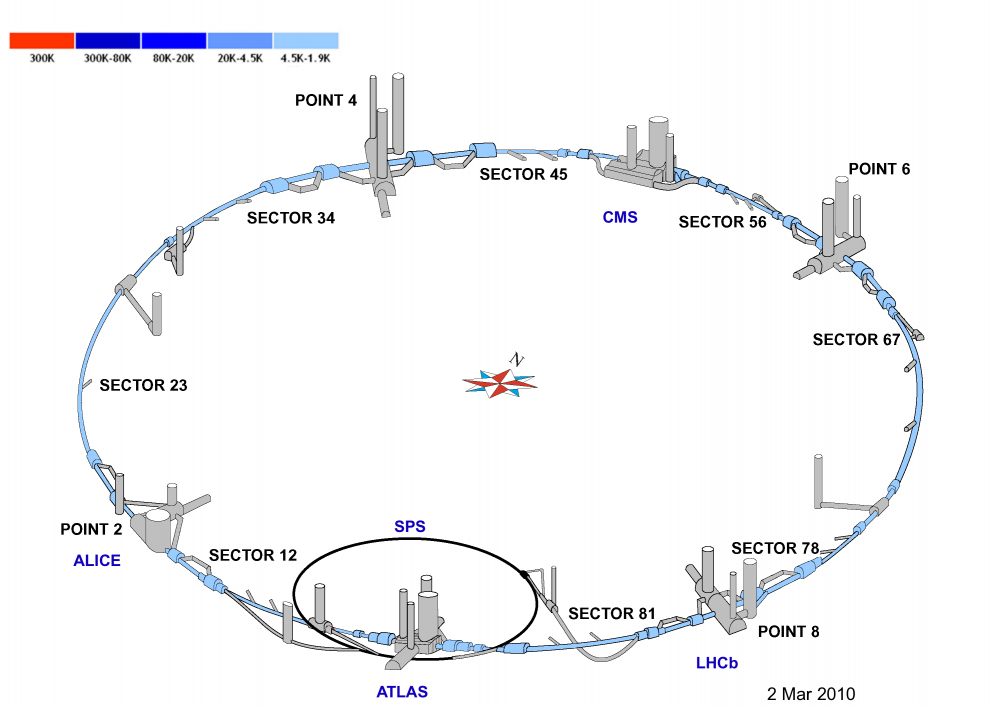 300K 300K-80K 80K-20K 20K-4.5K 4.5K-1.9K
POINT 4
POINT 6
SECTOR 45
SECTOR 34
CMS
SECTOR 56
SECTOR 67
N
SECTOR 23
POINT 2
SPS
ALICE
SECTOR 12
SECTOR 78
SECTOR 81
POINT 8
LHCb
ATLAS
2 Mar 2010